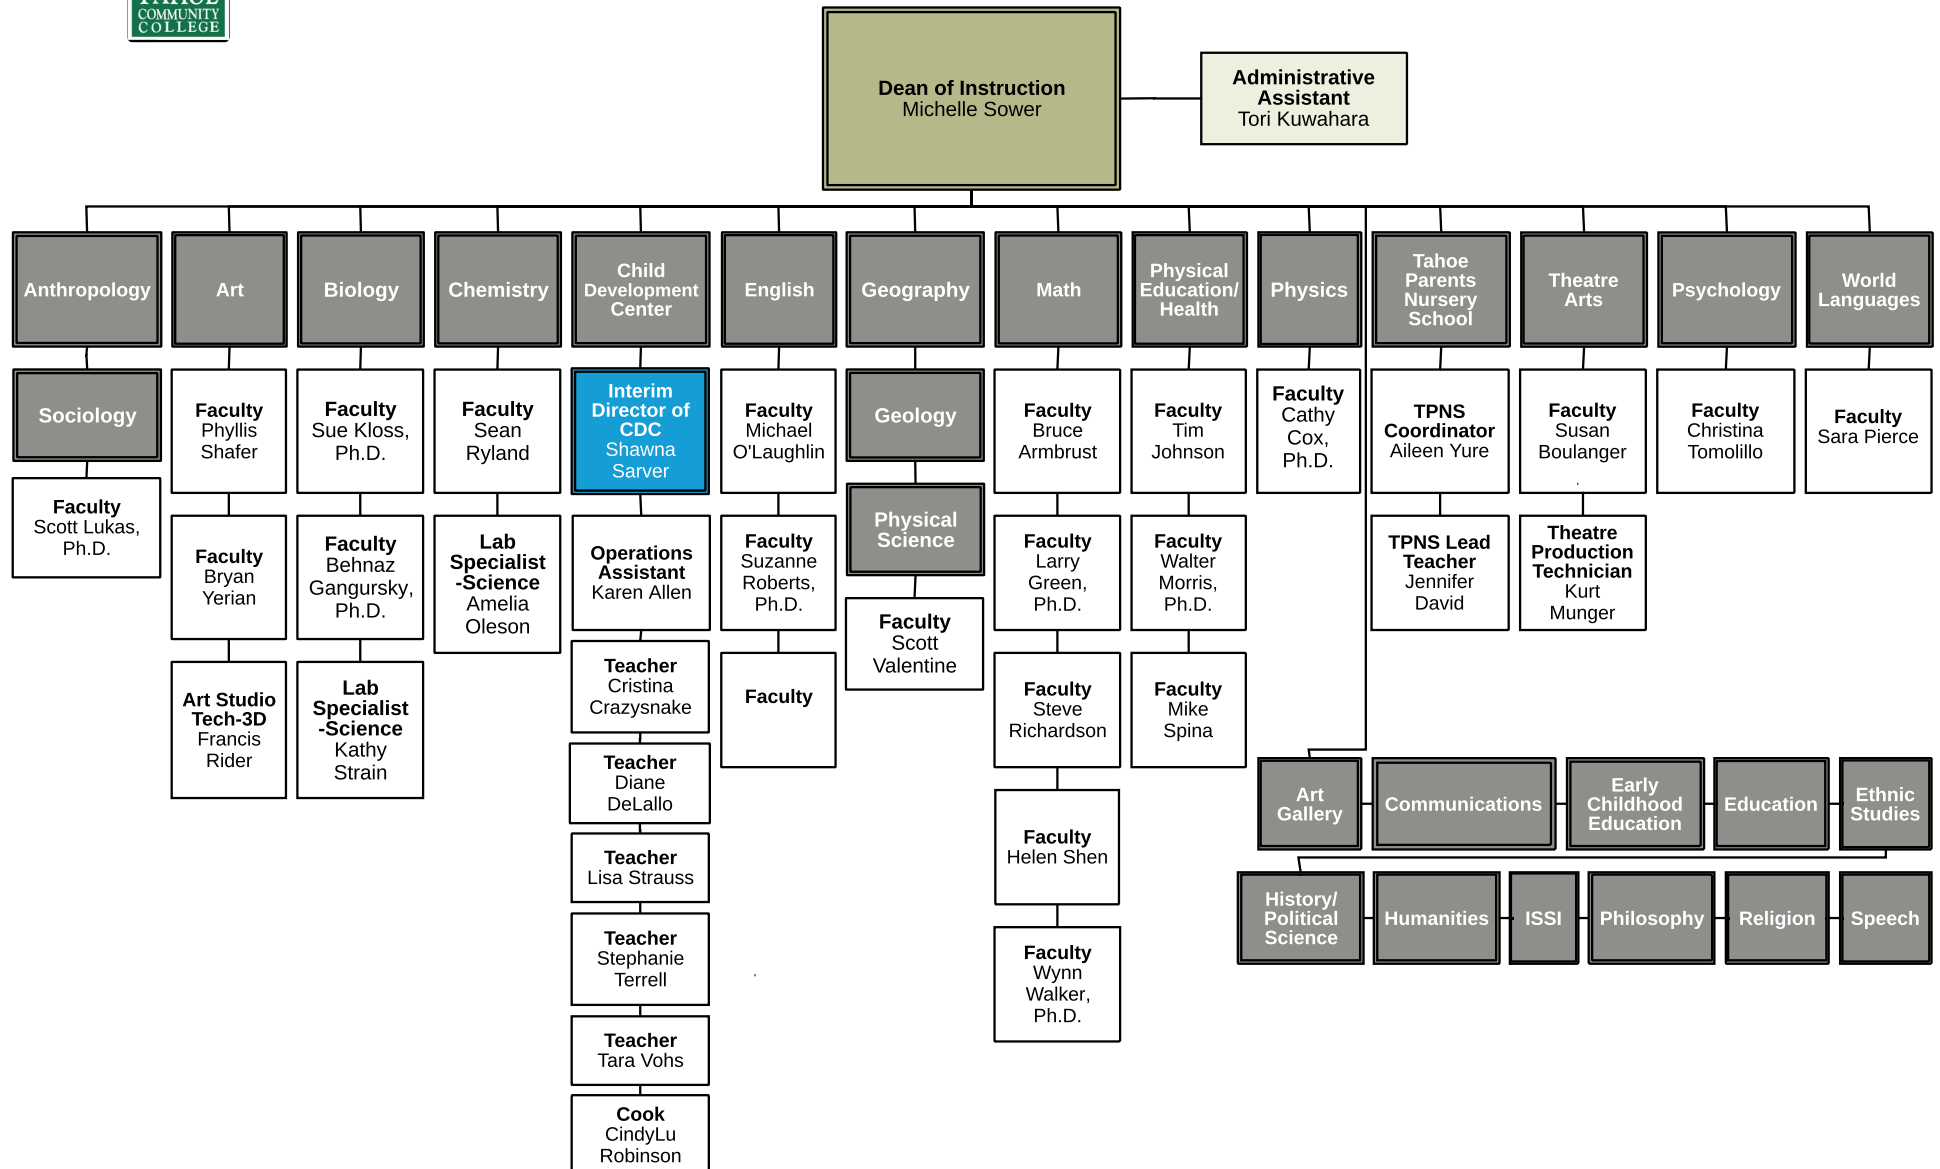 TAHOE
COMMUNITY
COLLEGE
Dean of Instruction
Michelle Sower
Administrative
Assistant
Tori Kuwahara
Anthropology
Art
Biology
Chemistry
Child
Development
Center
English
Geography
Math
Physical
Education/
Health
Physics
Tahoe
Parents
Nursery
School
Theatre
Arts
Psychology
World
Languages
Sociology
Faculty
Scott Lukas,
Ph.D.
Faculty
Phyllis
Shafer
Faculty
Bryan
Yerian
Art Studio
Tech-3D
Francis
Rider
Faculty
Sue Kloss,
Ph.D.
Faculty
Behnaz
Gangursky,
Ph.D.
Lab
Specialist
-Science
Kathy
Strain
Faculty
Sean
Ryland
Lab
Specialist
-Science
Amelia
Oleson
Interim
Director of
CDC
Shawna
Sarver
Operations
Assistant
Karen Allen
Teacher
Cristina
Crazysnake
Teacher
Diane
DeLallo
Teacher
Lisa Strauss
Teacher
Stephanie
Terrell
Teacher
Tara Vohs
Cook
CindyLu
Robinson
Faculty
Michael
O'Laughlin
Faculty
Suzanne
Roberts,
Ph.D.
Faculty
Geology
Physical
Science
Faculty
Scott
Valentine
Faculty
Bruce
Armbrust
Faculty
Larry
Green,
Ph.D.
Faculty
Steve
Richardson
Faculty
Helen Shen
Faculty
Wynn
Walker,
Ph.D.
Faculty
Tim
Johnson
Faculty
Walter
Morris,
Ph.D.
Faculty
Mike
Spina
Faculty
Cathy
Cox,
Ph.D.
TPNS
Coordinator
Aileen Yure
TPNS Lead
Teacher
Jennifer
David
Faculty
Susan
Boulanger
Theatre
Production
Technician
Kurt
Munger
Faculty
Christina
Tomolillo
Faculty
Sara Pierce
Art
Gallery
Communications
Early
Childhood
Education
Education
Ethnic
Studies
History/
Political
Science
Humanities
ISSI
Philosophy
Religion
Speech